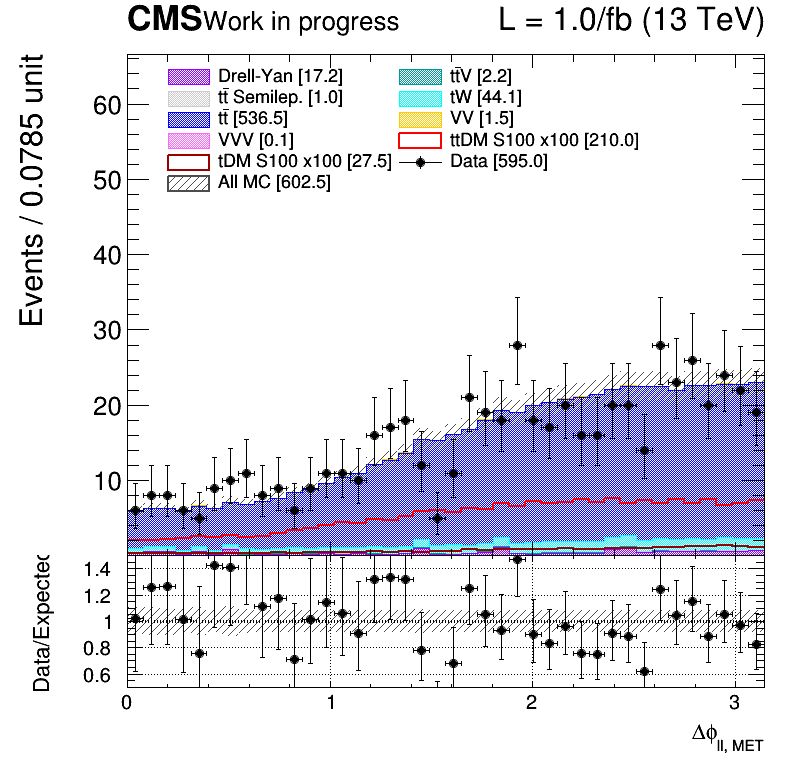 CMS Work in progress L = 1.0/fb (13 TeV)
Events / 0.0785 unit
Drell-Yan [17.2] tt̄V [2.2]
tt̄ Semilep. [1.0] tW [44.1]
tt̄ [536.5] VV [1.5]
VVV [0.1] ttDM S100 x100 [210.0]
tDM S100 x100 [27.5] Data [595.0]
All MC [602.5]
60
50
40
30
20
10
Data/Expected
1.4
1.2
1
0.8
0.6
0 1 2 3
Δϕll, MET